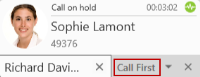 Call on hold 00:03:02
Sophie Lamont
49376
Richard Davi... × Call First ×